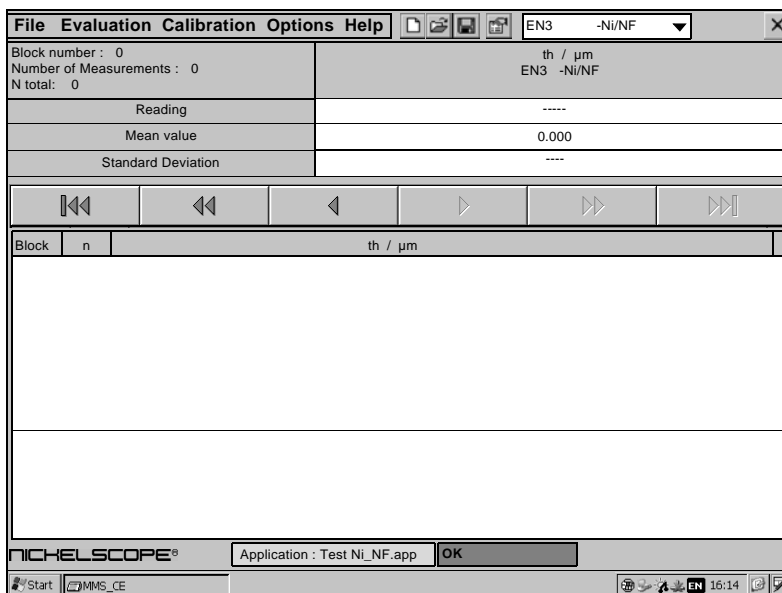 File Evaluation Calibration Options Help EN3 -Ni/NF
Block number : 0
Number of Measurements : 0
N total: 0
th / µm
EN3 -Ni/NF
Reading -----
Mean value 0.000
Standard Deviation ----
Block n th / µm
NICKELSCOPE® Application : Test Ni_NF.app OK
Start MMS_CE EN 16:14